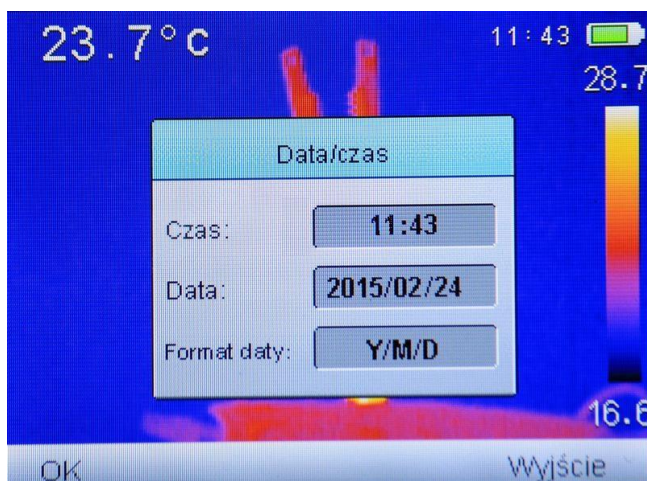 23.7°C 11:43
28.7
Data/czas
Czas: 11:43
Data: 2015/02/24
Format daty: Y/M/D
16.6
OK Wyjście